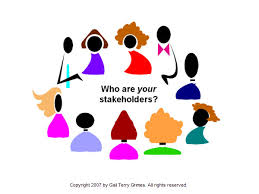 Who are your
stakeholders?
Copyright 2007 by Gail Terry Grimes. All rights reserved.